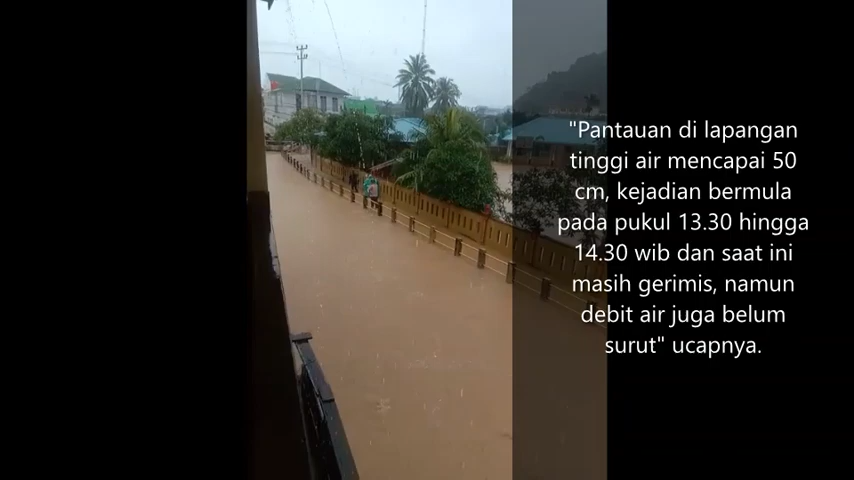 "Pantauan di lapangan
tinggi air mencapai 50
cm, kejadian bermula
pada pukul 13.30 hingga
14.30 wib dan saat ini
masih gerimis, namun
debit air juga belum
surut" ucapnya.